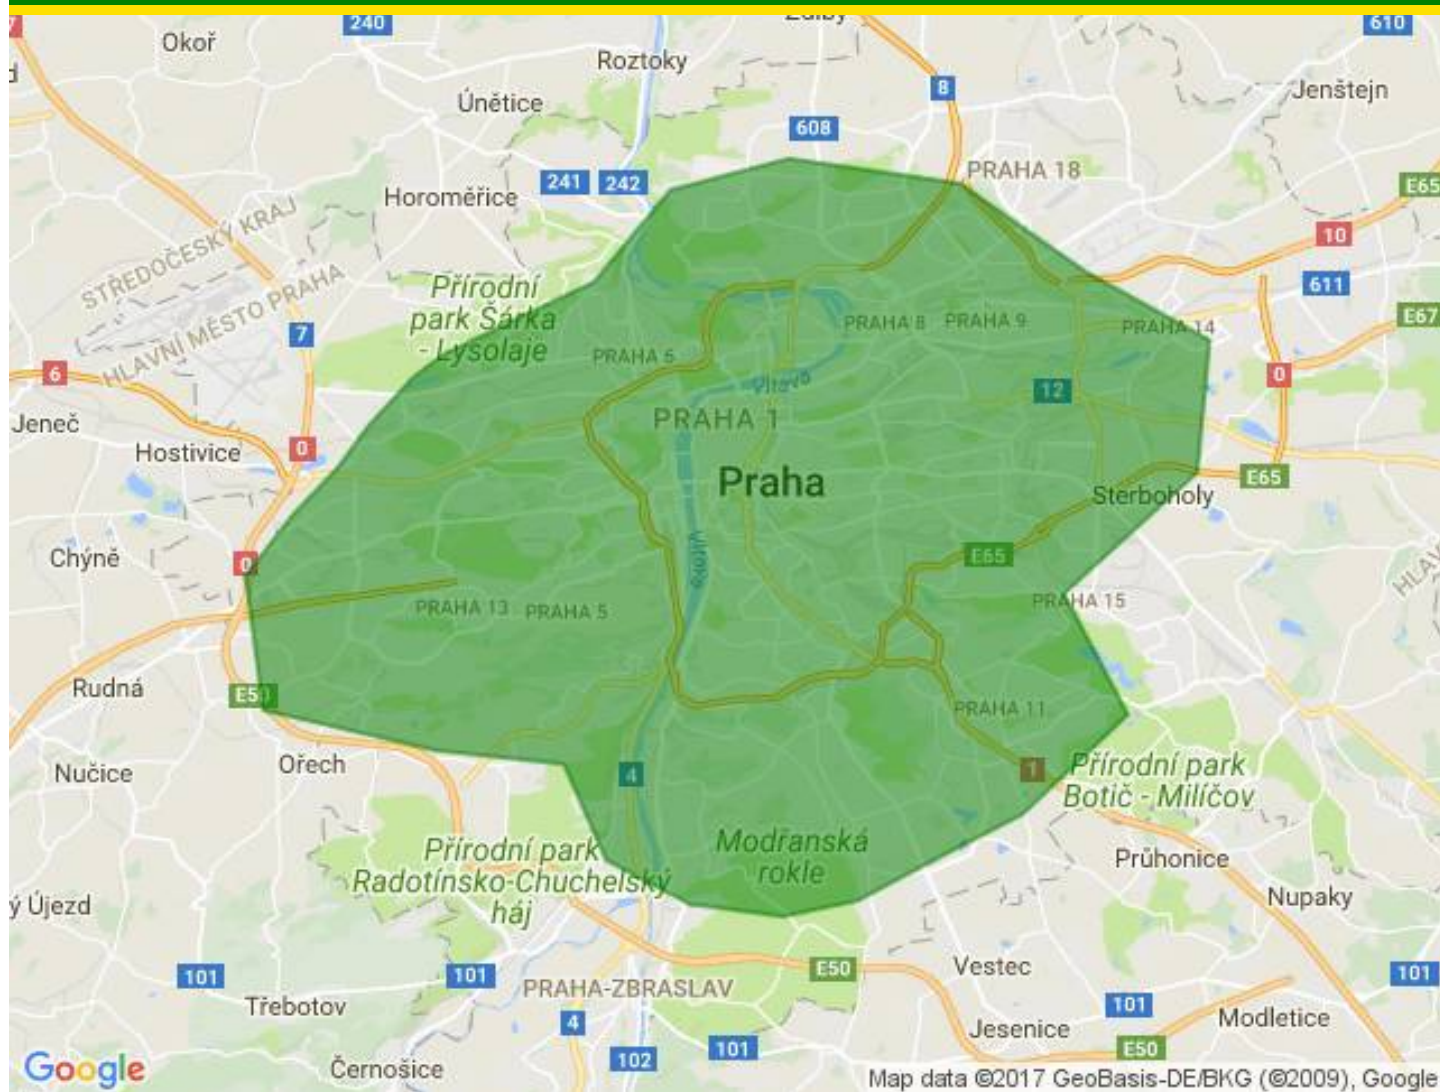 240
Zdiby
610
Okoř
Roztoky
8
Jenštejn
Únětice
608
PRAHA 18
241
242
E65
Horoměřice
STŘEDOČESKÝ KRAJ
10
HLAVNÍ MĚSTO PRAHA
Přírodní
park Šárka
- Lysolaje
611
E67
7
PRAHA 8
PRAHA 9
PRAHA 14
PRAHA 6
6
0
Vltava
12
Jeneč
PRAHA 1
Hostivice
0
Praha
E65
Sterboholy
Chýně
0
Vltava
E65
PRAHA 13
PRAHA 5
PRAHA 15
Rudná
E50
PRAHA 11
Nučice
Ořech
4
1
Přírodní park
Botič - Milíčov
Modřanská
rokle
Přírodní park
Radotínsko-Chuchelský
háj
Průhonice
Nupaky
ý Újezd
101
101
PRAHA-ZBRASLAV
E50
Vestec
101
Třebotov
4
101
Modletice
Jesenice
102
101
E50
Černošice
Google
Map data ©2017 GeoBasis-DE/BKG (©2009), Google